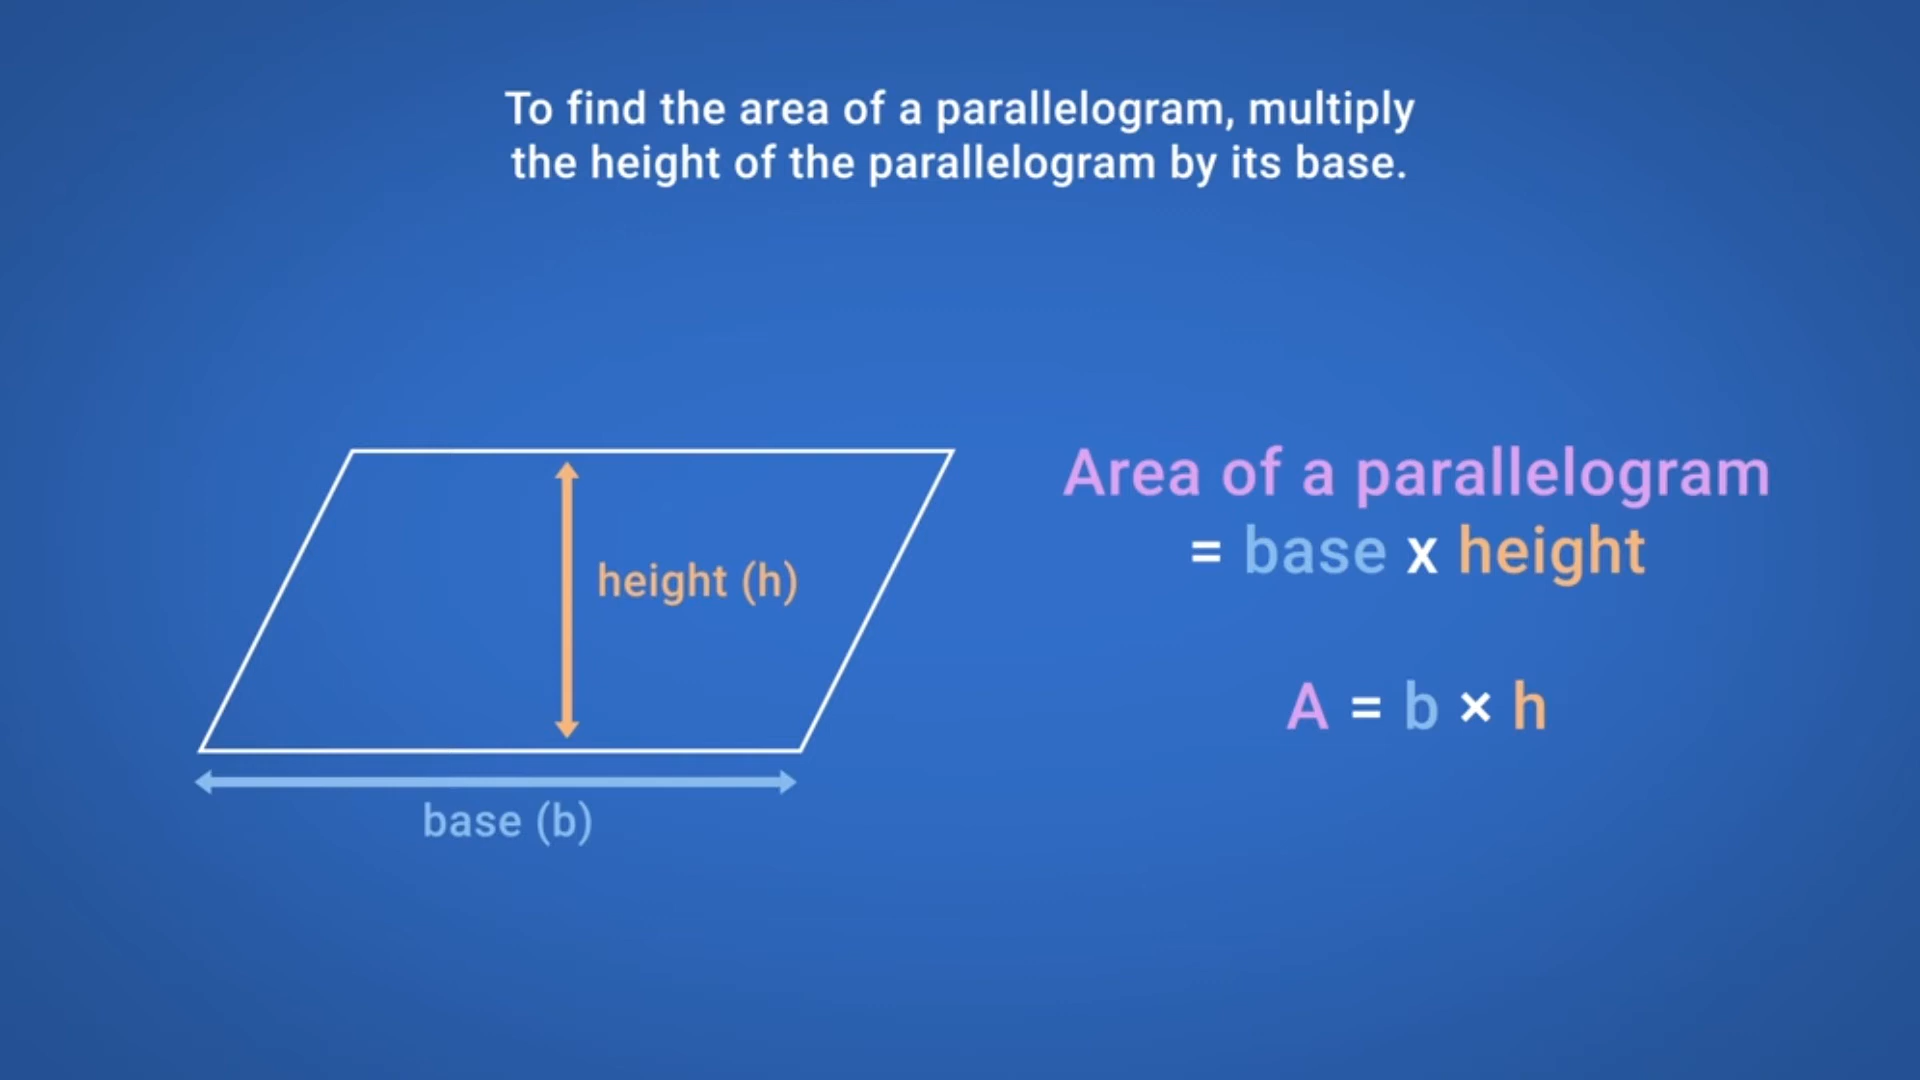 To find the area of a parallelogram, multiply
the height of the parallelogram by its base.
height (h)
base (b)
Area of a parallelogram
= base x height
A = b × h